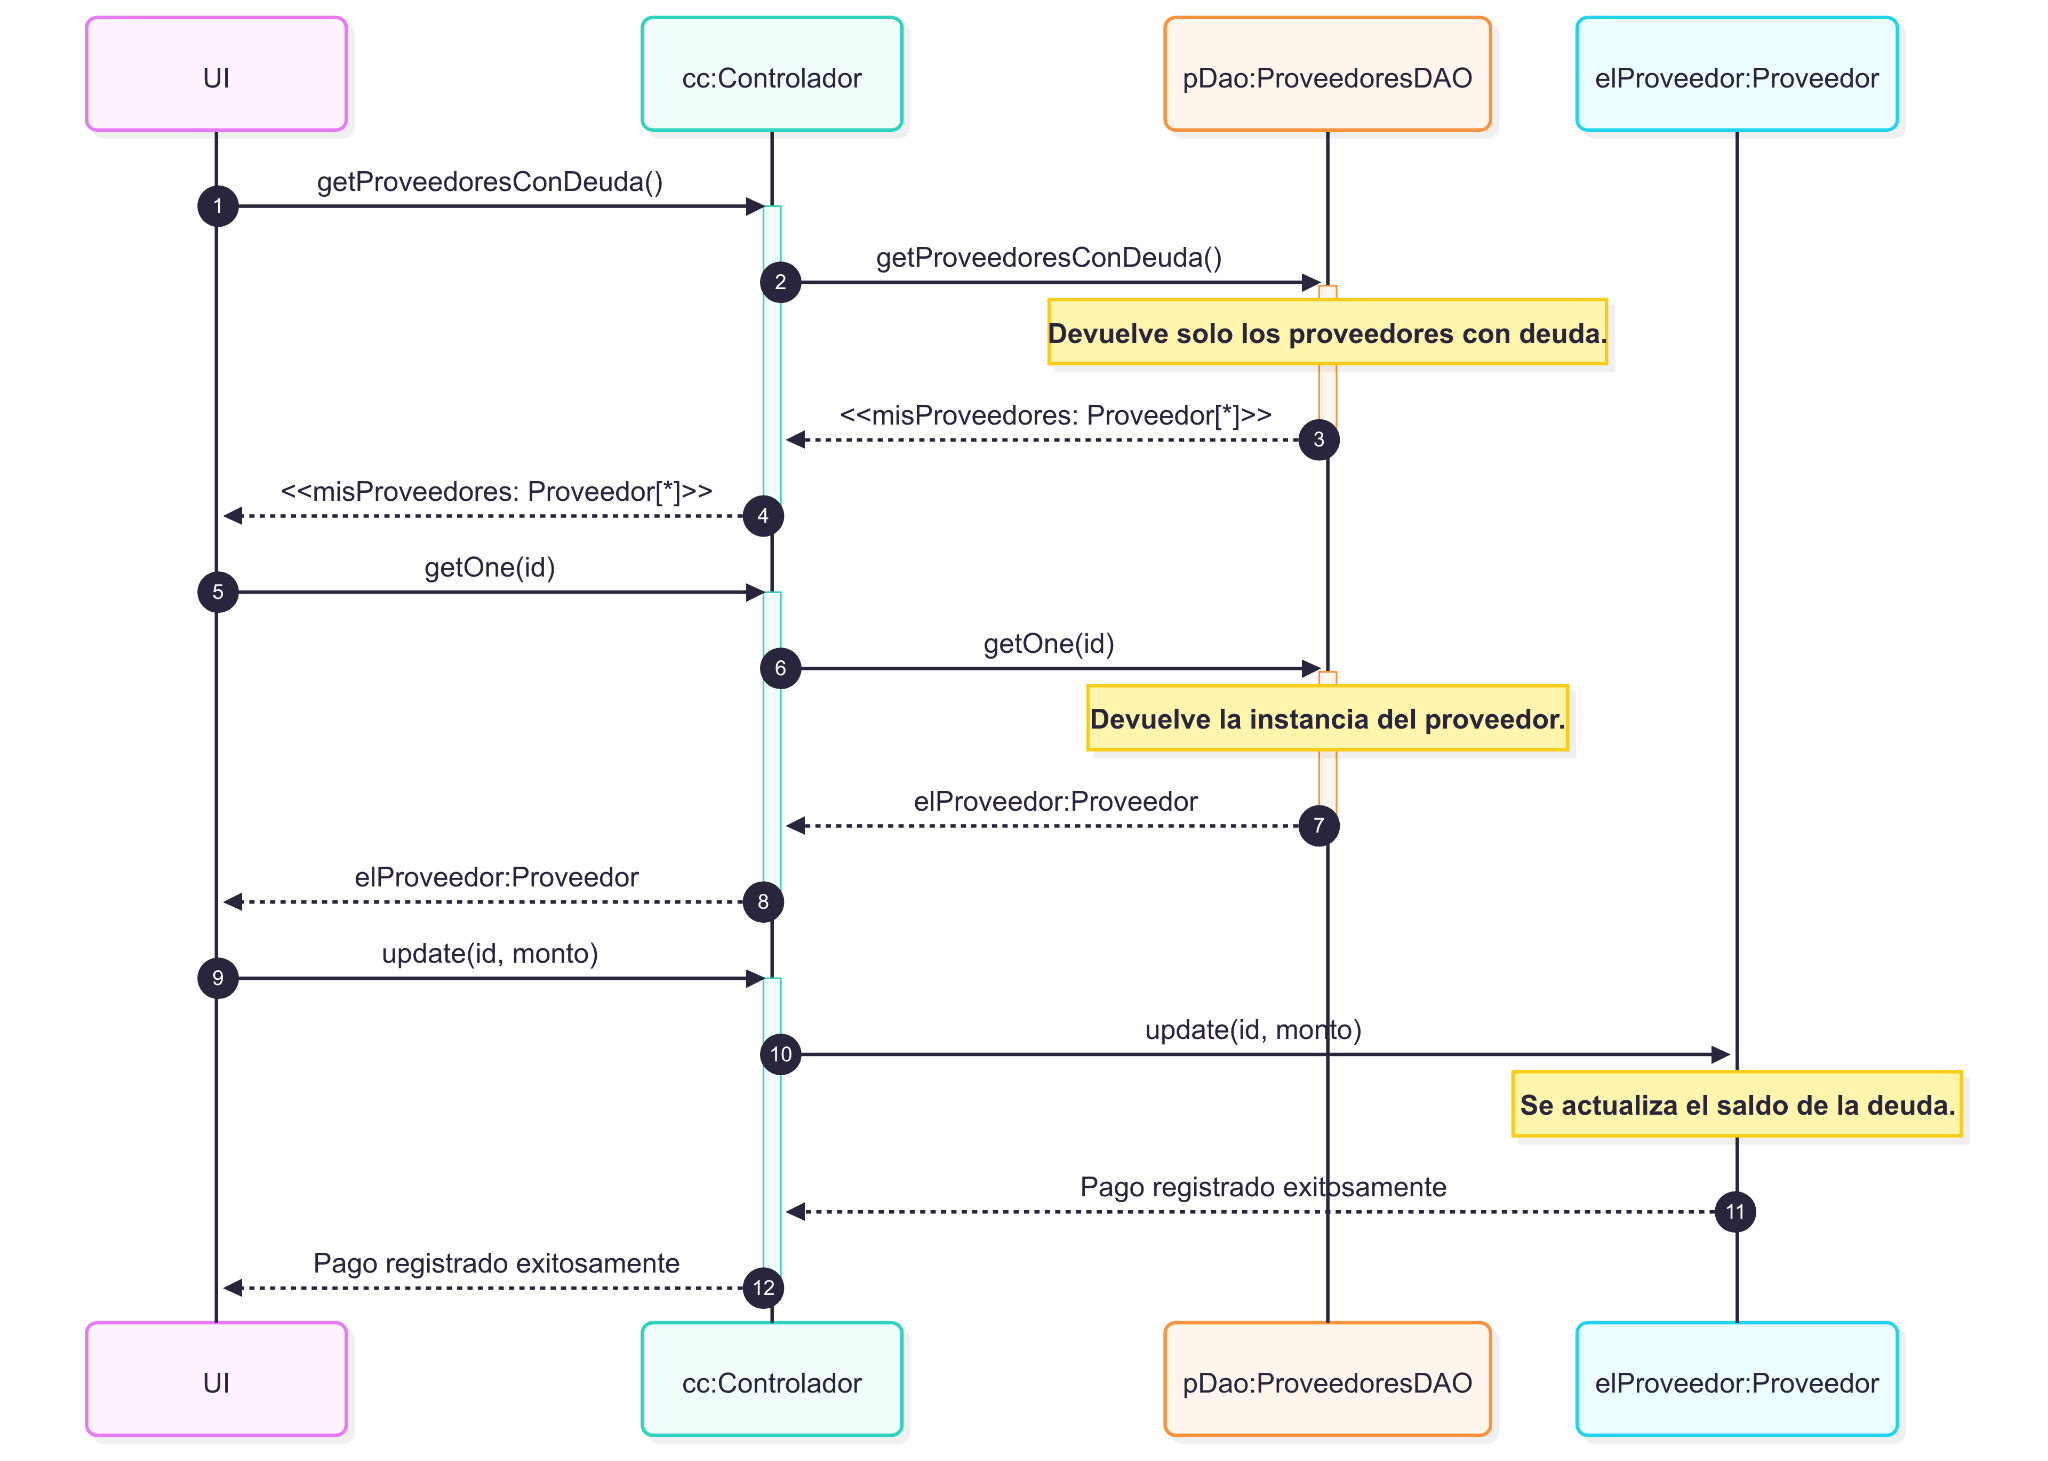 UI
cc:Controlador
pDao:ProveedoresDAO
elProveedor:Proveedor
getProveedoresConDeuda()
1
getProveedoresConDeuda()
2
Devuelve solo los proveedores con deuda.
<<misProveedores: Proveedor[*]>>
3
<<misProveedores: Proveedor[*]>>
4
getOne(id)
5
getOne(id)
6
Devuelve la instancia del proveedor.
elProveedor:Proveedor
7
elProveedor:Proveedor
8
update(id, monto)
9
update(id, monto)
10
Se actualiza el saldo de la deuda.
Pago registrado exitosamente
11
Pago registrado exitosamente
12
UI
cc:Controlador
pDao:ProveedoresDAO
elProveedor:Proveedor